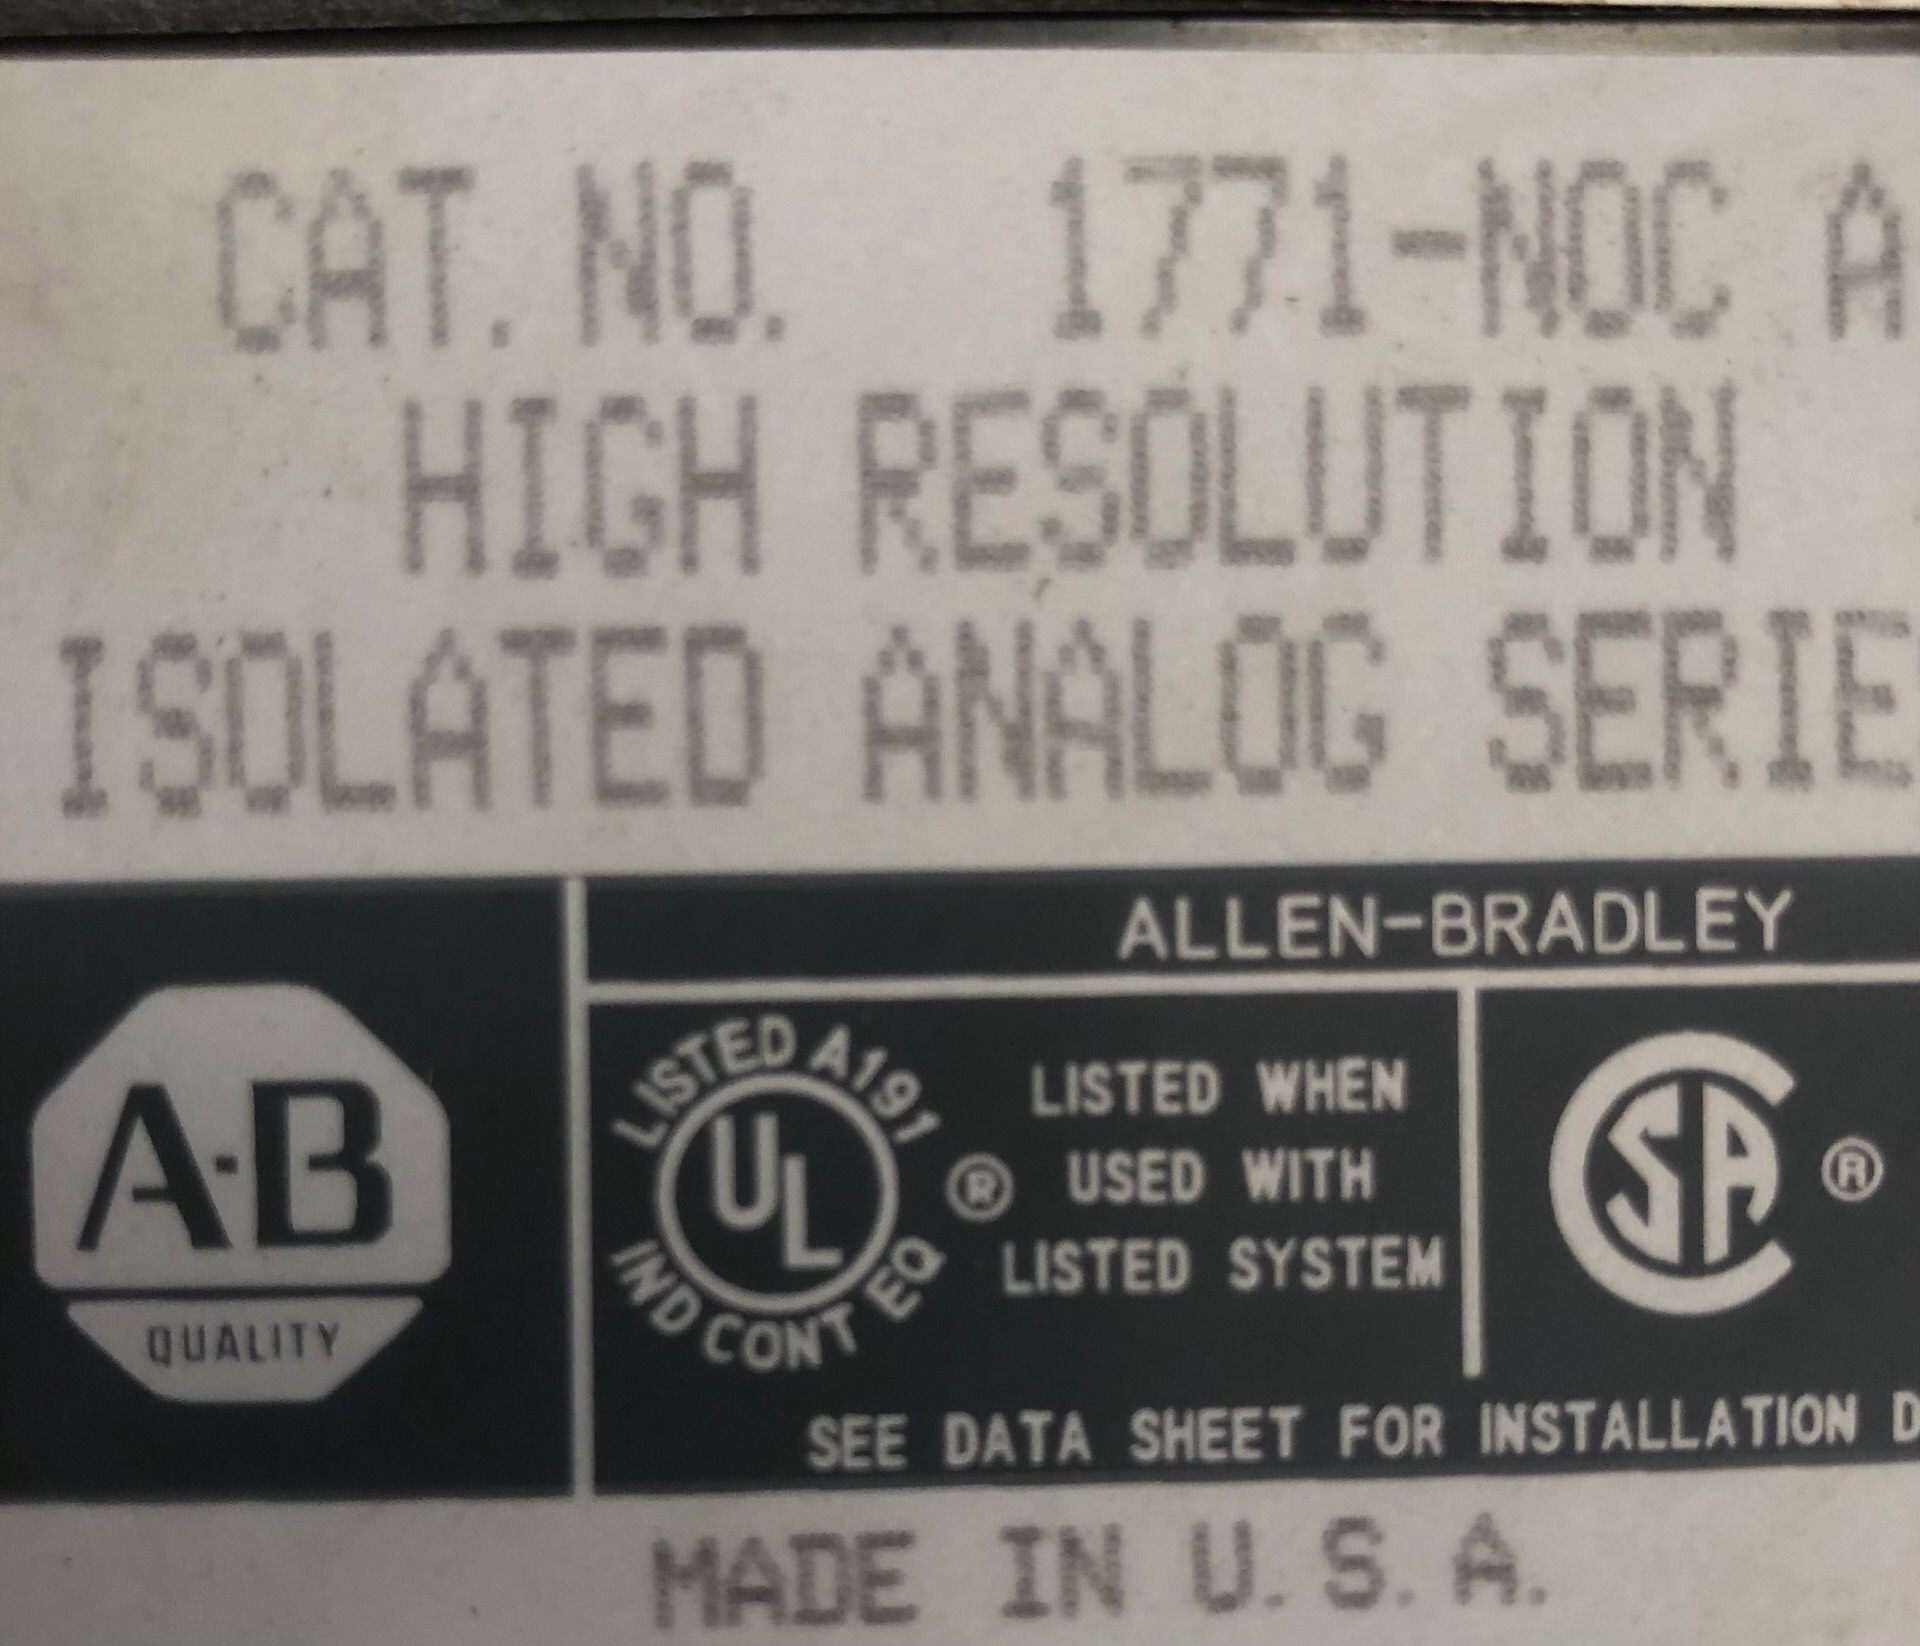 CAT. NO. 1771-NOC A
HIGH RESOLUTION
ISOLATED ANALOG SERIE
ALLEN-BRADLEY
A-B
QUALITY
LISTED A191
UL
IND CONT EQ
®
LISTED WHEN
USED WITH
LISTED SYSTEM
CSA ®
SEE DATA SHEET FOR INSTALLATION D
MADE IN U.S.A.